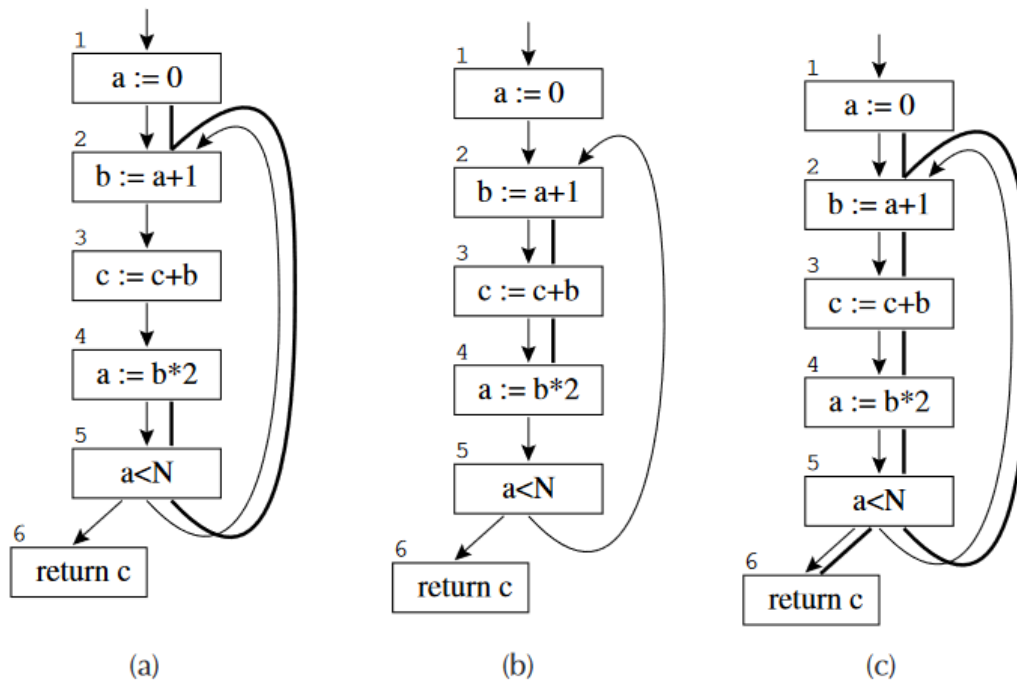 1
a := 0
2
b := a+1
3
c := c+b
4
a := b*2
5
a<N
6
return c
(a)
1
a := 0
2
b := a+1
3
c := c+b
4
a := b*2
5
a<N
6
return c
(b)
1
a := 0
2
b := a+1
3
c := c+b
4
a := b*2
5
a<N
6
return c
(c)